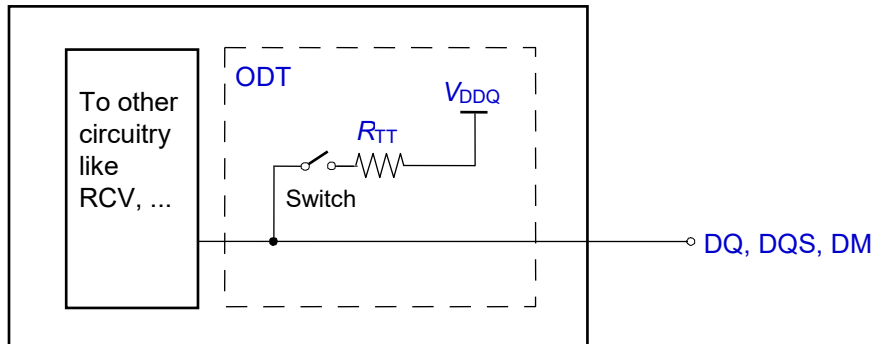 To other
circuitry
like
RCV, ...
ODT
VDDQ
RTT
Switch
DQ, DQS, DM